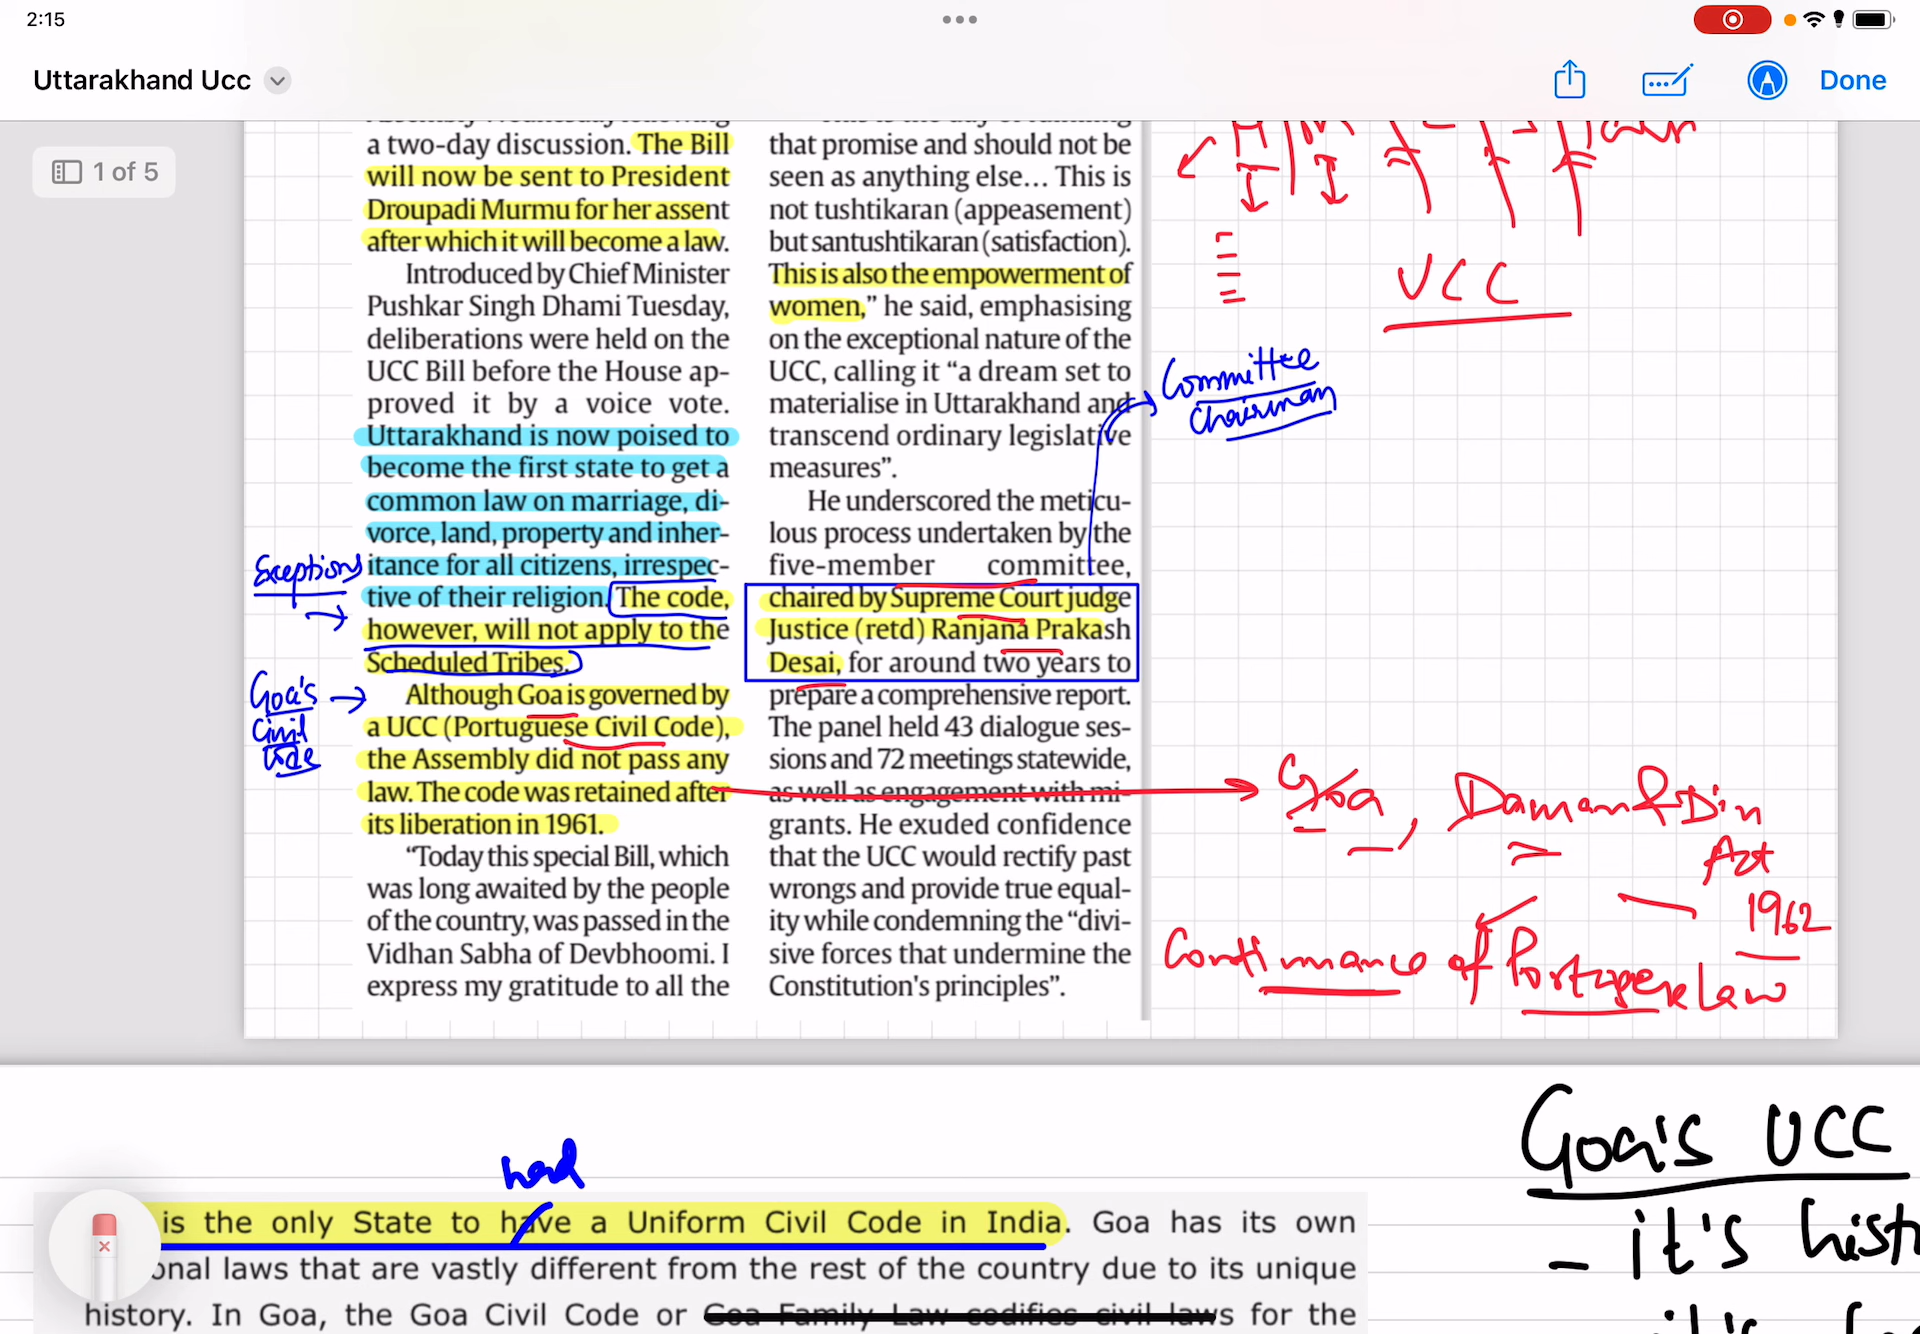 2:15
Uttarakhand Ucc
Done
1 of 5
a two-day discussion. The Bill
will now be sent to President
Droupadi Murmu for her assent
after which it will become a law.
Introduced by Chief Minister
Pushkar Singh Dhami Tuesday,
deliberations were held on the
UCC Bill before the House ap-
proved it by a voice vote.
Uttarakhand is now poised to
become the first state to get a
common law on marriage, di-
vorce, land, property and inher-
itance for all citizens, irrespec-
tive of their religion. The code,
however, will not apply to the
Scheduled Tribes.
Although Goa is governed by
a UCC (Portuguese Civil Code),
the Assembly did not pass any
law. The code was retained after
its liberation in 1961.
“Today this special Bill, which
was long awaited by the people
of the country, was passed in the
Vidhan Sabha of Devbhoomi. I
express my gratitude to all the
Exceptions
Goa's
Civil
Code
that promise and should not be
seen as anything else... This is
not tushtikaran (appeasement)
but santushtikaran (satisfaction).
This is also the empowerment of
women,” he said, emphasising
on the exceptional nature of the
UCC, calling it “a dream set to
materialise in Uttarakhand and
transcend ordinary legislative
measures”.
He underscored the meticu-
lous process undertaken by the
five-member committee,
chaired by Supreme Court judge
Justice (retd) Ranjana Prakash
Desai, for around two years to
prepare a comprehensive report.
The panel held 43 dialogue ses-
sions and 72 meetings statewide,
as well as engagement with mi-
grants. He exuded confidence
that the UCC would rectify past
wrongs and provide true equal-
ity while condemning the “divi-
sive forces that undermine the
Constitution's principles”.
UCC
Committee
Chairman
Goa, Daman & Diu
Act
1962
Continuance of Portugese law
Goa's UCC
- it's hist
had
is the only State to have a Uniform Civil Code in India. Goa has its own
onal laws that are vastly different from the rest of the country due to its unique
history. In Goa, the Goa Civil Code or Goa Family Law codifies civil laws for the